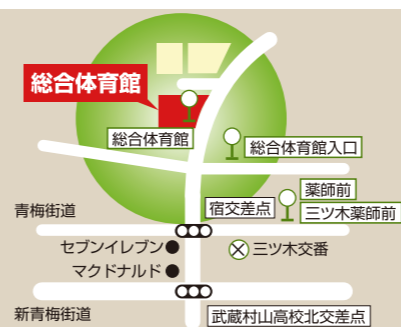 総合体育館
総合体育館
総合体育館入口
薬師前
三ツ木薬師前
宿交差点
青梅街道
セブンイレブン
三ツ木交番
マクドナルド
新青梅街道
武蔵村山高校北交差点